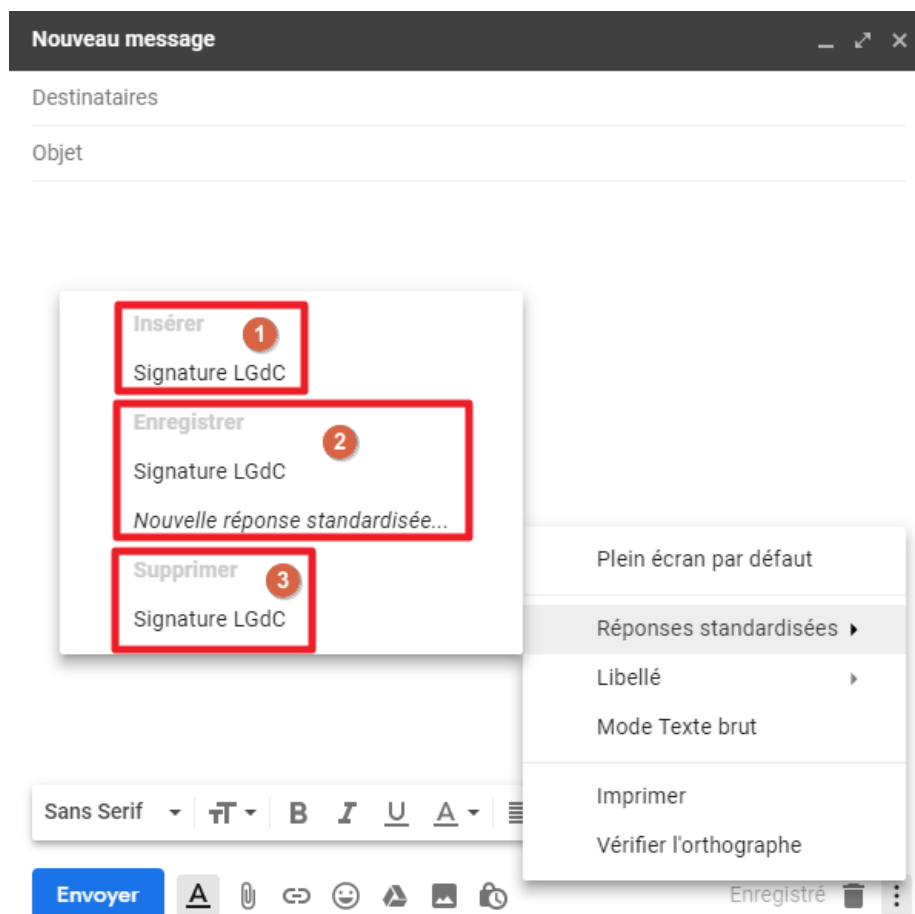 Nouveau message
Destinataires
Objet
Insérer
1
Signature LGdC
Enregistrer
2
Signature LGdC
Nouvelle réponse standardisée...
Supprimer
3
Signature LGdC
Plein écran par défaut
Réponses standardisées
Libellé
Mode Texte brut
Imprimer
Vérifier l'orthographe
Sans Serif
B I U A
Envoyer A
Enregistré